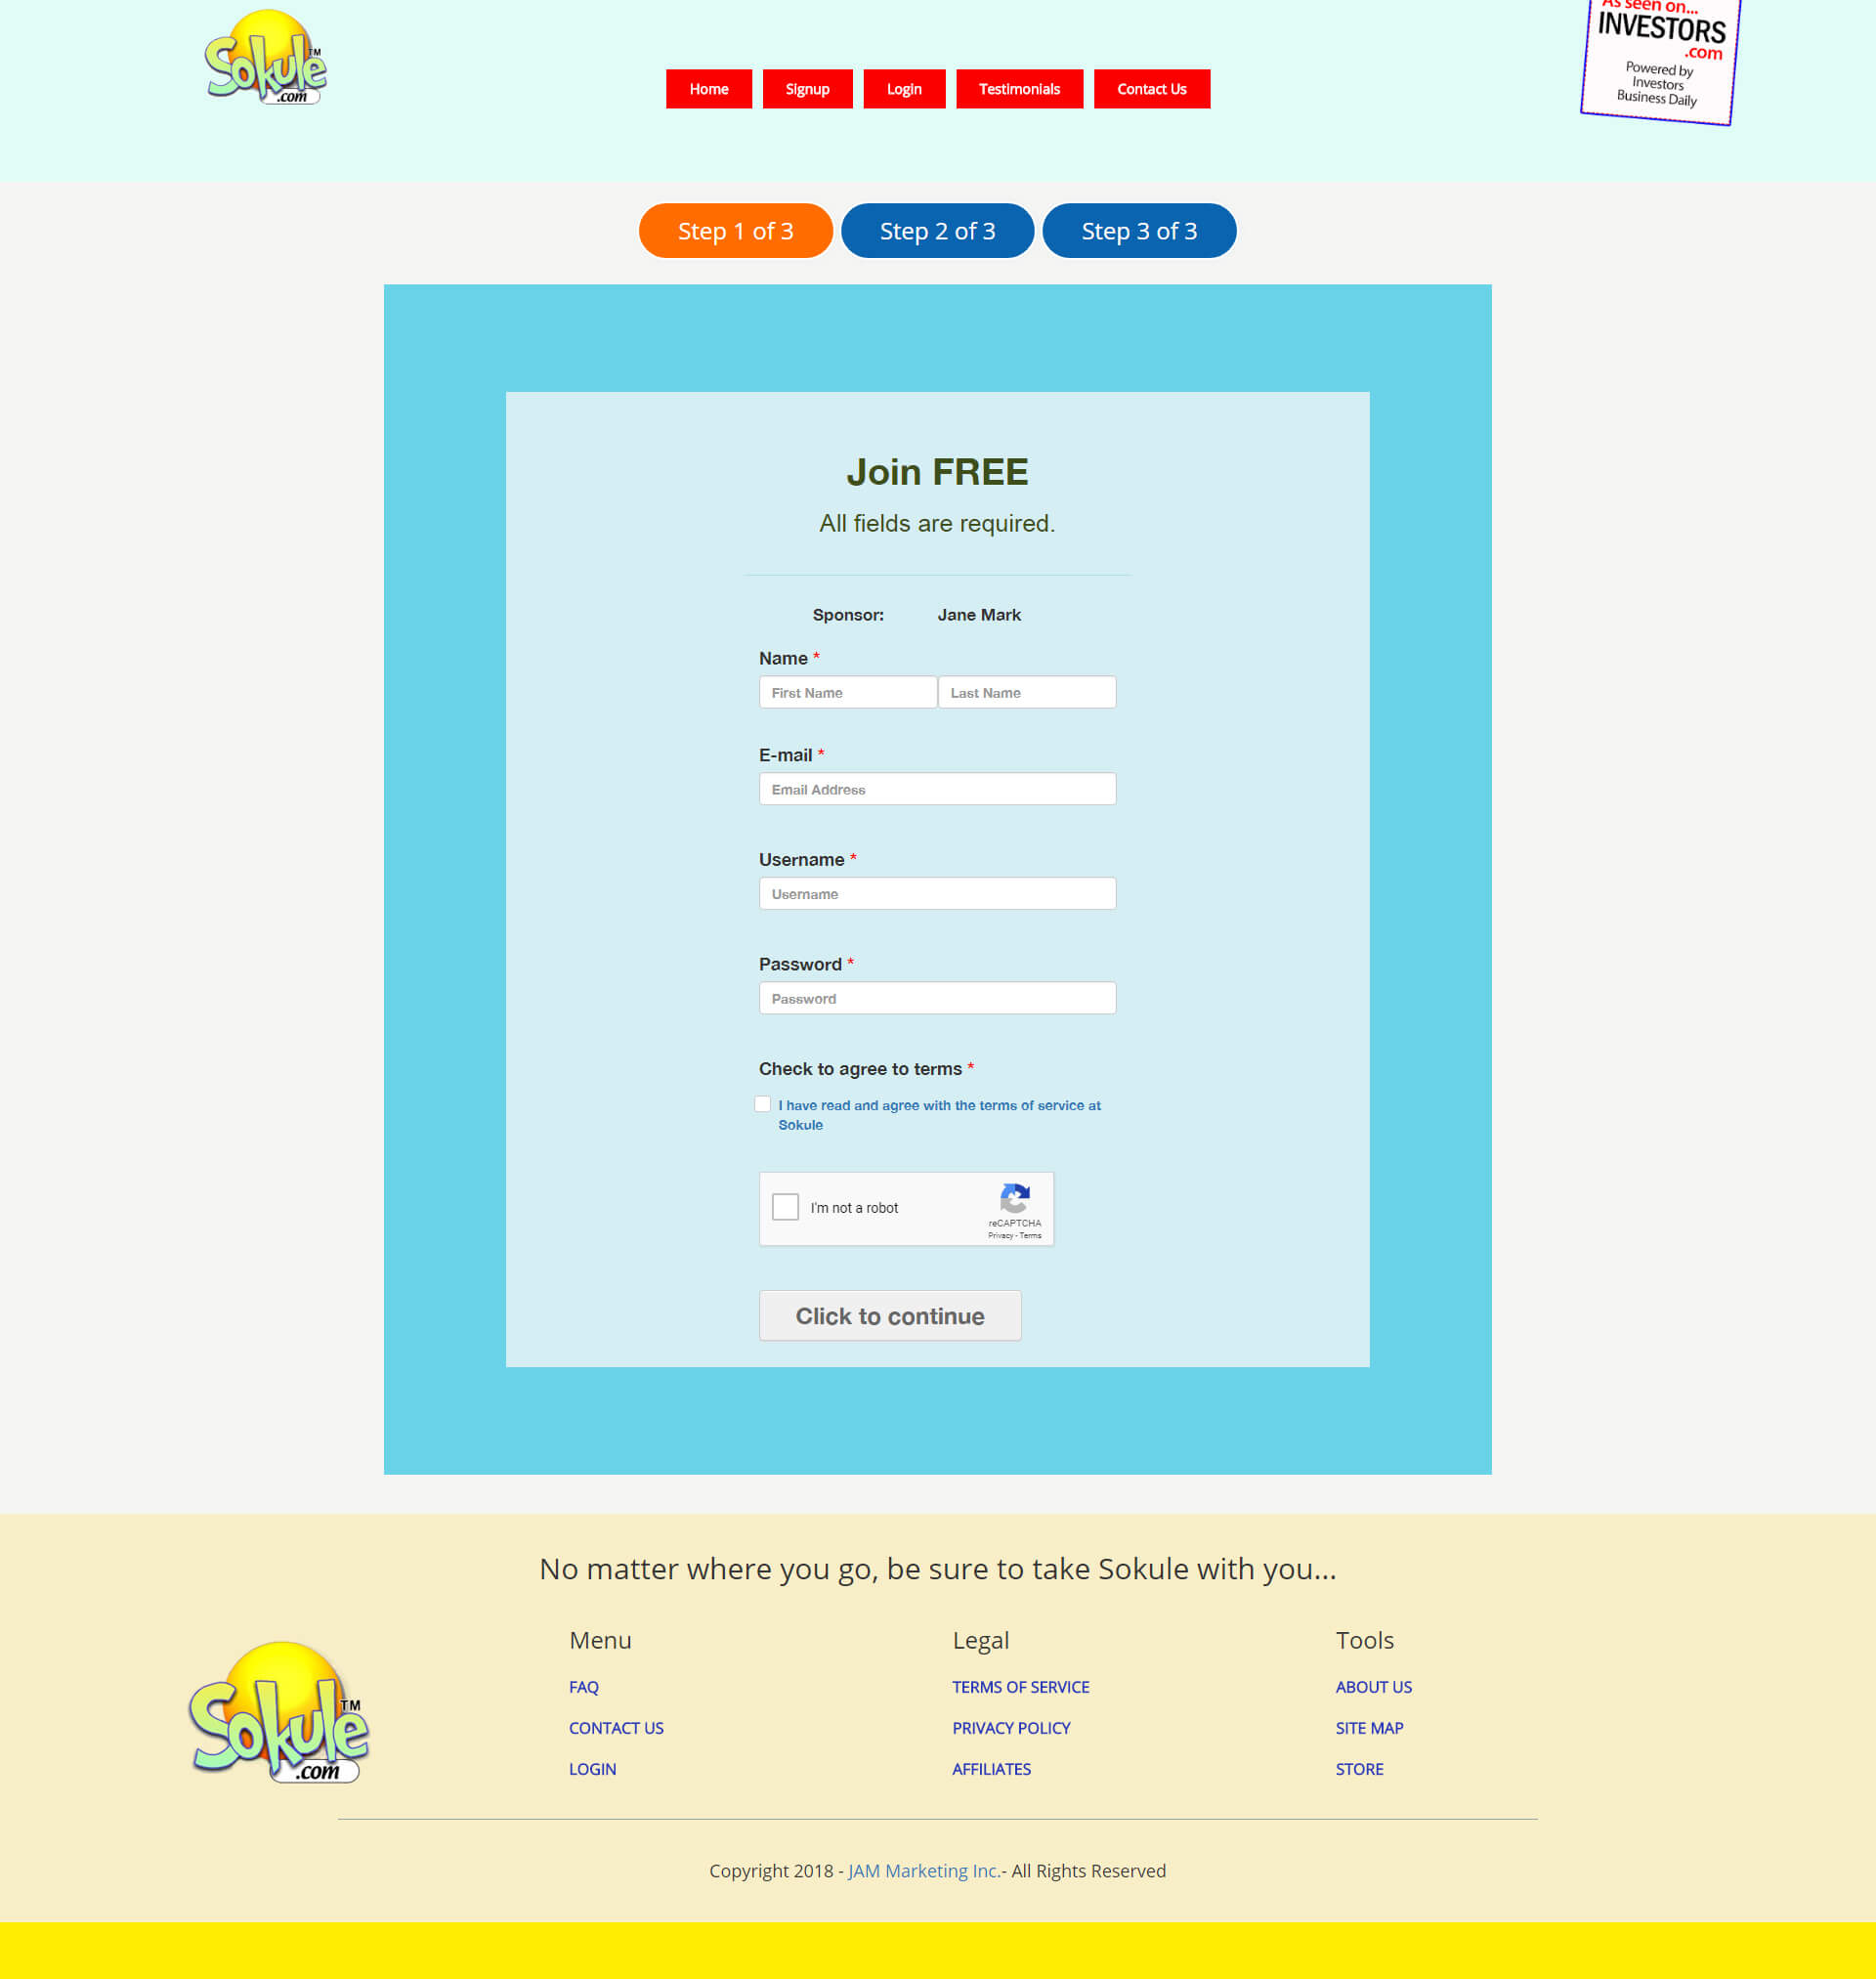 Sokule™
.com
As seen on...
INVESTORS
.com
Powered by
Investors
Business Daily
Home
Signup
Login
Testimonials
Contact Us
Step 1 of 3
Step 2 of 3
Step 3 of 3
Join FREE
All fields are required.
Sponsor: Jane Mark
Name *
First Name
Last Name
E-mail *
Email Address
Username *
Username
Password *
Password
Check to agree to terms *
I have read and agree with the terms of service at
Sokule
I'm not a robot
reCAPTCHA
Privacy - Terms
Click to continue
No matter where you go, be sure to take Sokule with you...
Sokule™
.com
Menu
FAQ
CONTACT US
LOGIN
Legal
TERMS OF SERVICE
PRIVACY POLICY
AFFILIATES
Tools
ABOUT US
SITE MAP
STORE
Copyright 2018 - JAM Marketing Inc.- All Rights Reserved